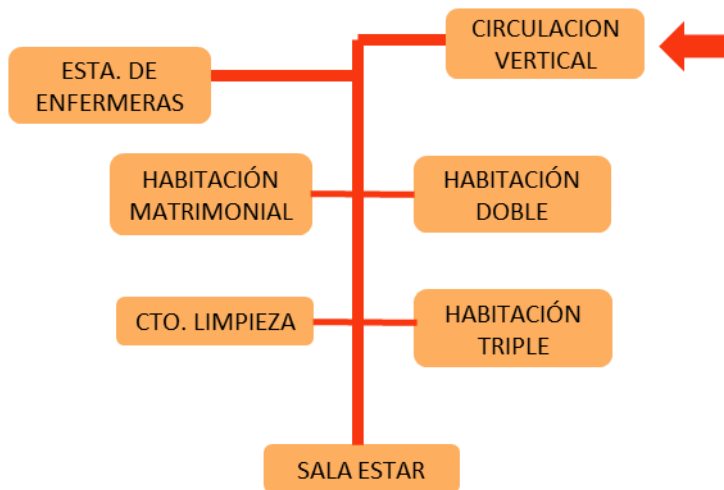 CIRCULACION
VERTICAL
ESTA. DE
ENFERMERAS
HABITACIÓN
MATRIMONIAL
HABITACIÓN
DOBLE
CTO. LIMPIEZA
HABITACIÓN
TRIPLE
SALA ESTAR